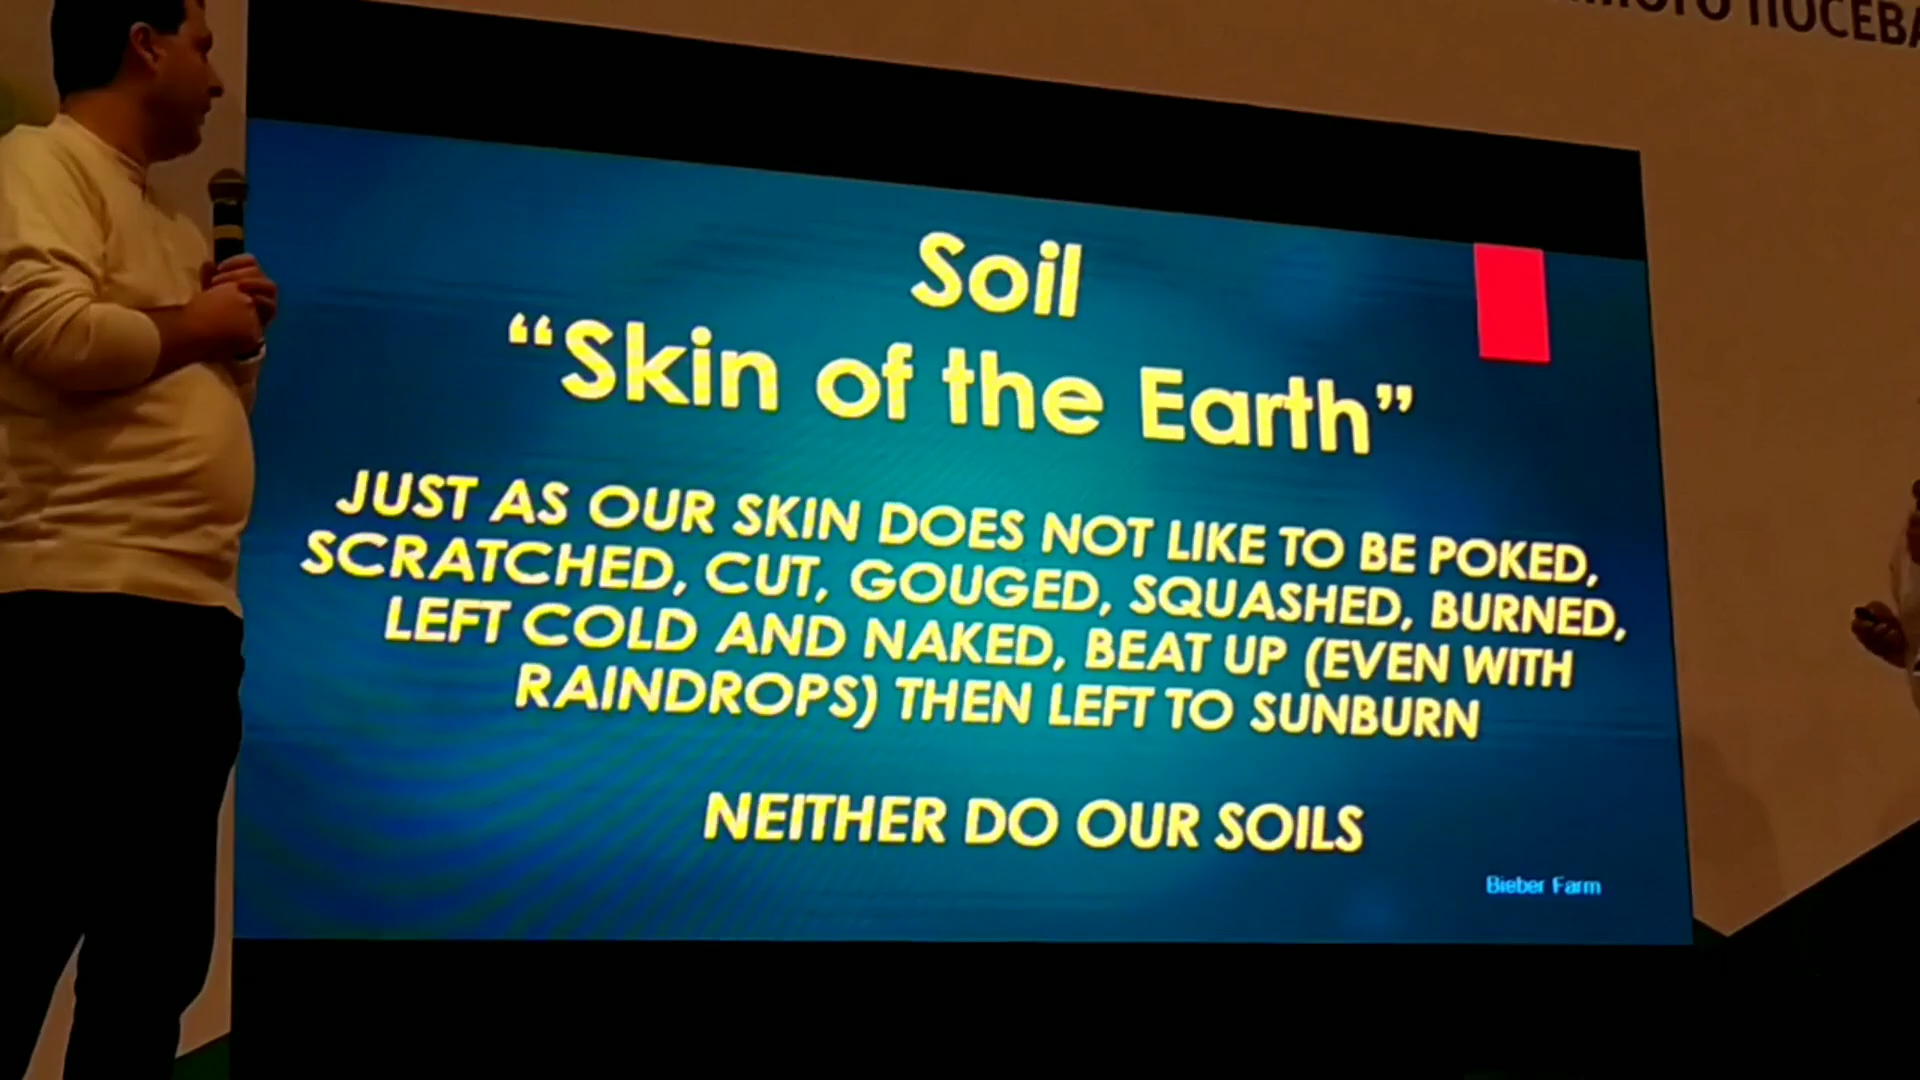 Soil
“Skin of the Earth”
JUST AS OUR SKIN DOES NOT LIKE TO BE POKED,
SCRATCHED, CUT, GOUGED, SQUASHED, BURNED,
LEFT COLD AND NAKED, BEAT UP (EVEN WITH
RAINDROPS) THEN LEFT TO SUNBURN
NEITHER DO OUR SOILS
Bieber Farm